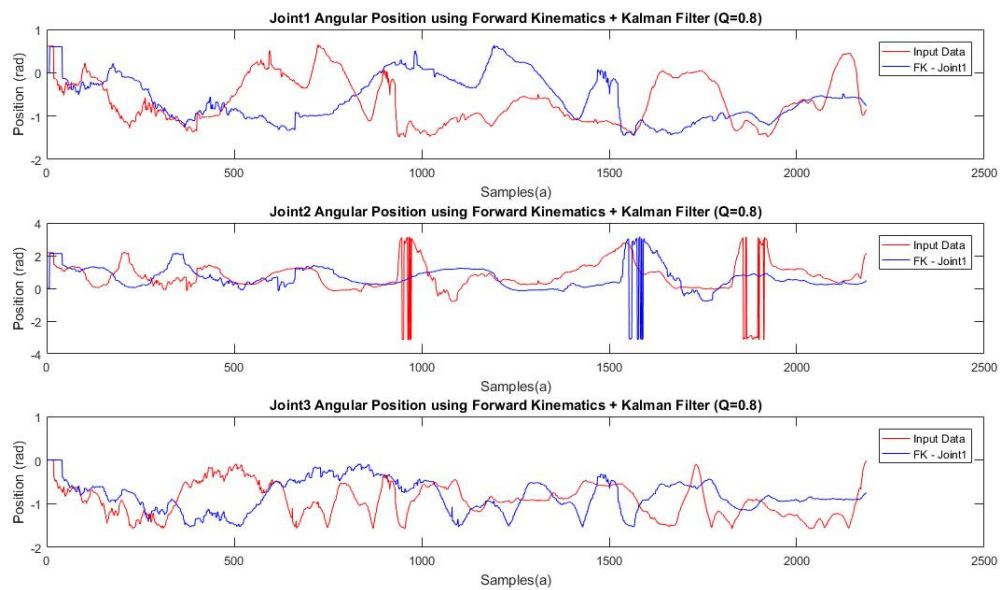 Joint1 Angular Position using Forward Kinematics + Kalman Filter (Q=0.8)
1
0
-1
-2
Position (rad)
Input Data
FK - Joint1
0 500 1000 1500 2000 2500
Samples(a)
Joint2 Angular Position using Forward Kinematics + Kalman Filter (Q=0.8)
4
2
0
-2
-4
Position (rad)
Input Data
FK - Joint1
0 500 1000 1500 2000 2500
Samples(a)
Joint3 Angular Position using Forward Kinematics + Kalman Filter (Q=0.8)
1
0
-1
-2
Position (rad)
Input Data
FK - Joint1
0 500 1000 1500 2000 2500
Samples(a)